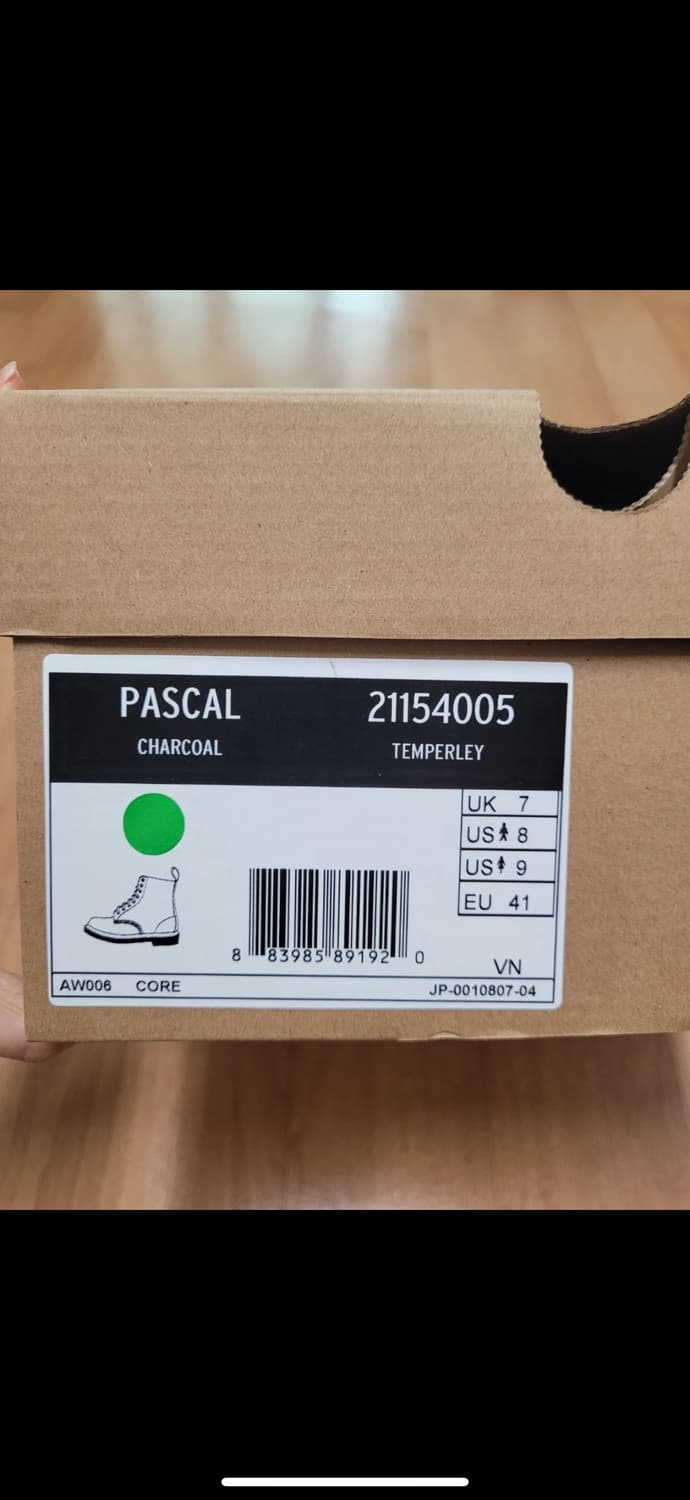 PASCAL 21154005
CHARCOAL TEMPERLEY
UK 7
US 8
US 9
EU 41
8 83985 89192 0
VN
AW006 CORE JP-0010807-04